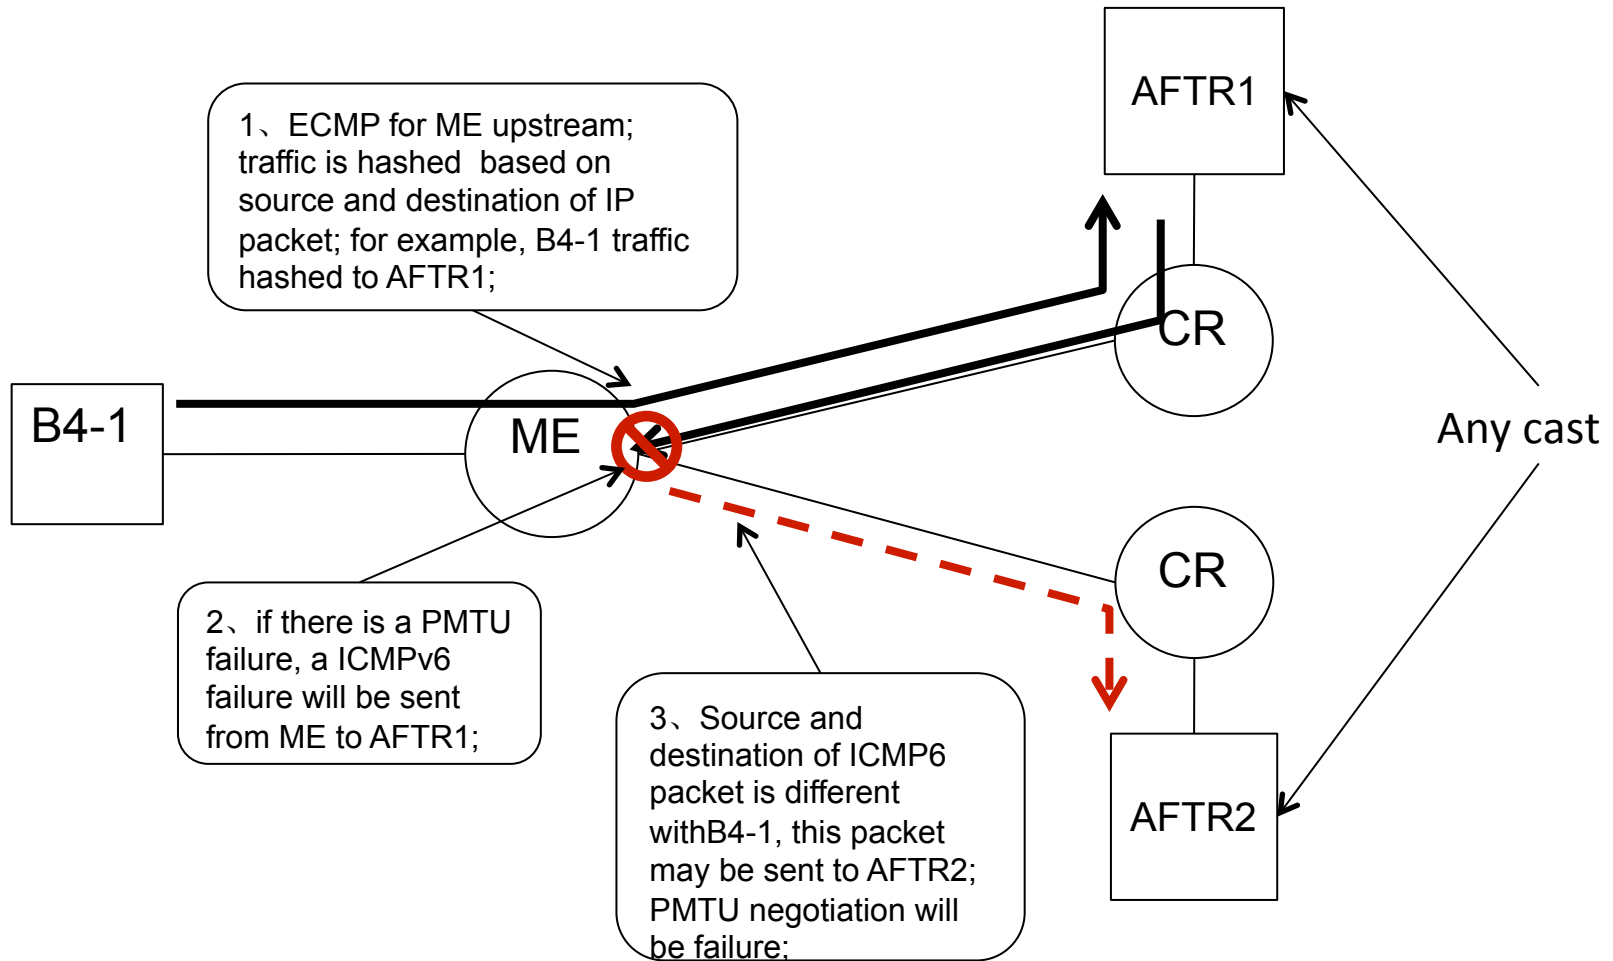 AFTR1
1、ECMP for ME upstream;
traffic is hashed based on
source and destination of IP
packet; for example, B4-1 traffic
hashed to AFTR1;
CR
B4-1
ME
Any cast
CR
2、if there is a PMTU
failure, a ICMPv6
failure will be sent
from ME to AFTR1;
3、Source and
destination of ICMP6
packet is different
withB4-1, this packet
may be sent to AFTR2;
PMTU negotiation will
be failure;
AFTR2